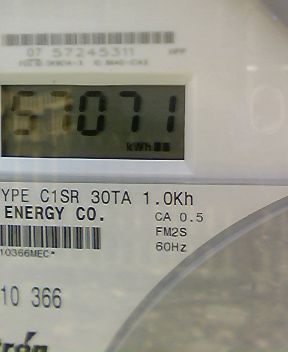 07 57245311
57071
kWh
YPE C1SR 30TA 1.0Kh
ENERGY CO.
CA 0.5
FM2S
60Hz
10366MEC*
10 366
trón